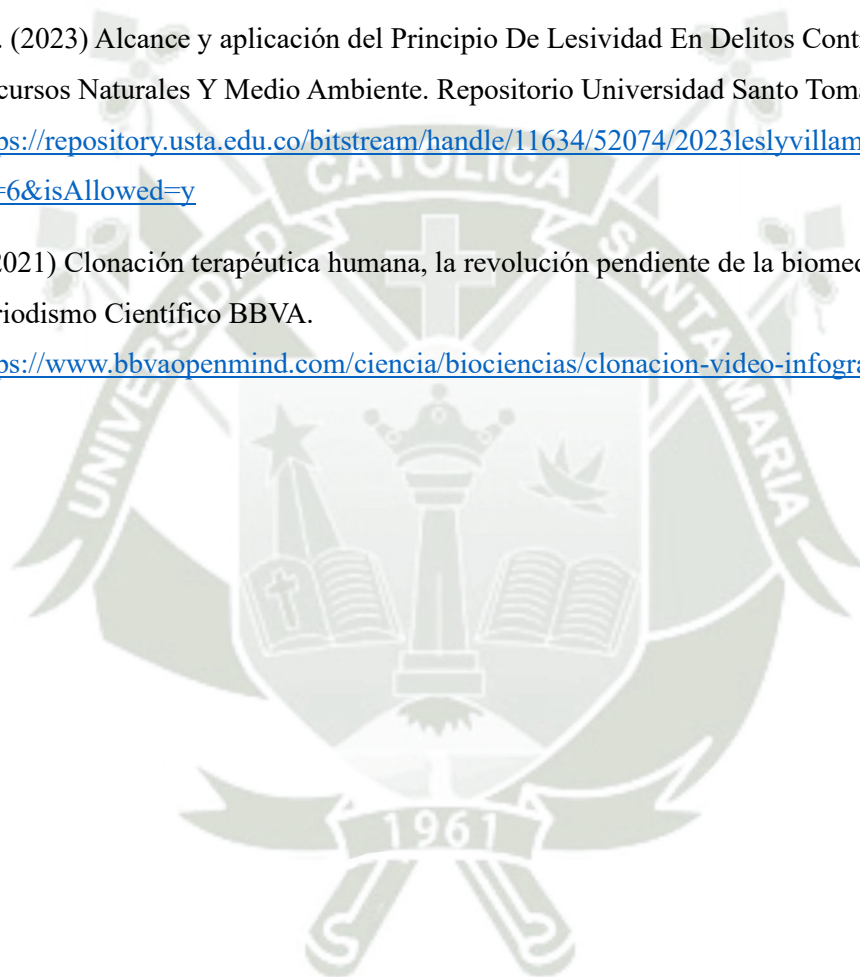 . (2023) Alcance y aplicación del Principio De Lesividad En Delitos Cont
cursos Naturales Y Medio Ambiente. Repositorio Universidad Santo Toma
ps://repository.usta.edu.co/bitstream/handle/11634/52074/2023leslyvillam
=6&isAllowed=y
2021) Clonación terapéutica humana, la revolución pendiente de la biomed
riodismo Científico BBVA.
ps://www.bbvaopenmind.com/ciencia/biociencias/clonacion-video-infogra
UNIVERSIDAD CATOLICA SANTA MARIA
1961